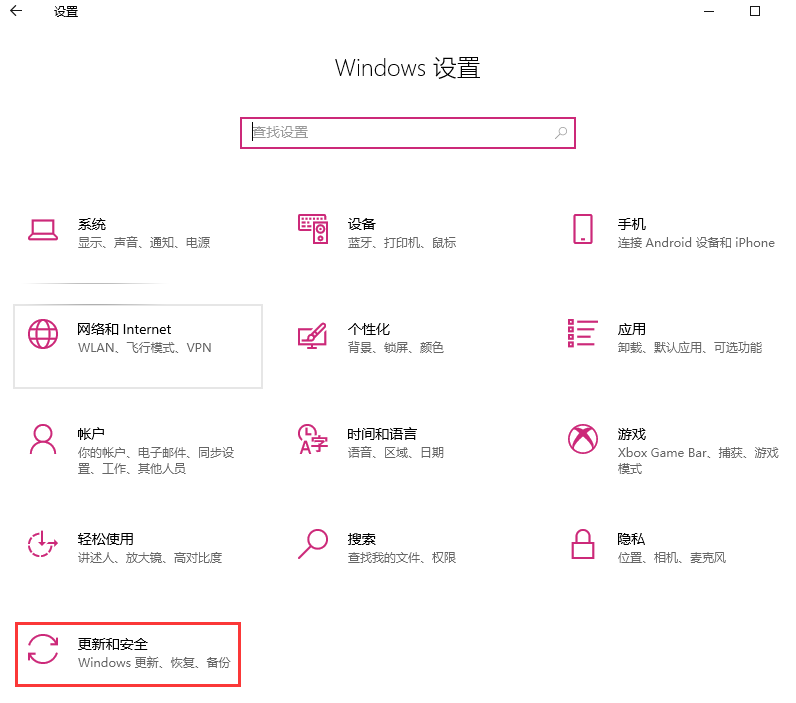 设置
Windows 设置
查找设置
系统
显示、声音、通知、电源
设备
蓝牙、打印机、鼠标
手机
连接 Android 设备和 iPhone
网络和 Internet
WLAN、飞行模式、VPN
个性化
背景、锁屏、颜色
应用
卸载、默认应用、可选功能
帐户
你的帐户、电子邮件、同步设
置、工作、其他人员
时间和语言
语音、区域、日期
游戏
Xbox Game Bar、捕获、游戏
模式
轻松使用
讲述人、放大镜、高对比度
搜索
查找我的文件、权限
隐私
位置、相机、麦克风
更新和安全
Windows 更新、恢复、备份